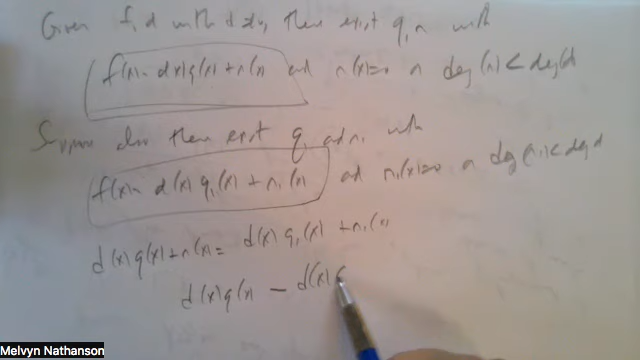 Given f, d with d ≠ 0, then exist q, r with
f(x) = d(x)q(x) + r(x) and r(x) = 0 or deg(r) < deg(d)
Suppose also there exist q₁ and r₁ with
f(x) = d(x) q₁(x) + r₁(x) and r₁(x) = 0 or deg(r₁) < deg d
d(x)q(x) + r(x) = d(x) q₁(x) + r₁(x)
d(x)q(x) – d(x)
Melvyn Nathanson